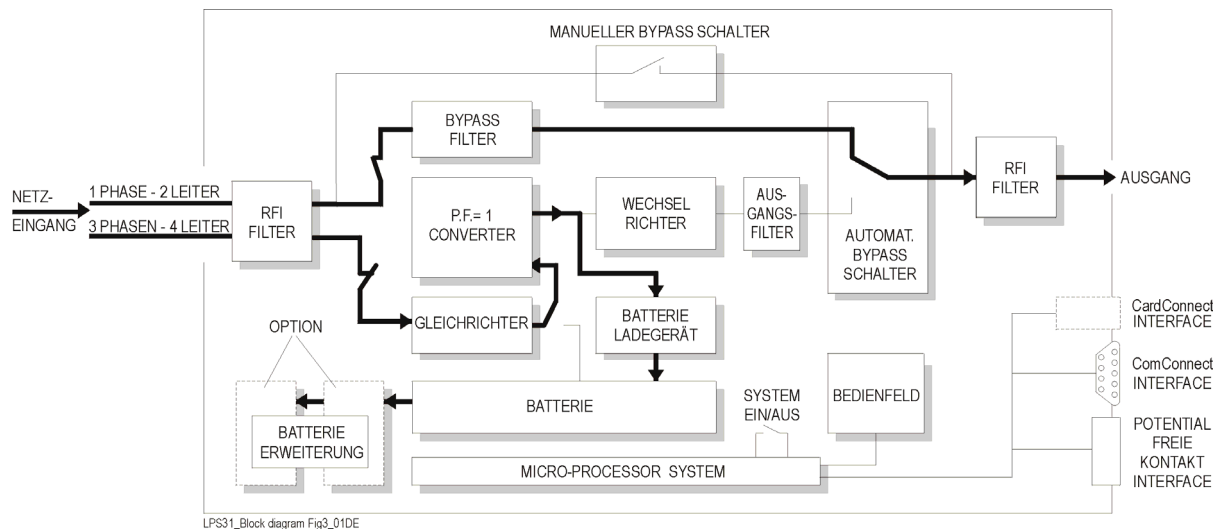 MANUELLER BYPASS SCHALTER
BYPASS
FILTER
RFI
FILTER
AUSGANG
NETZ-
EINGANG
1 PHASE - 2 LEITER
3 PHASEN - 4 LEITER
RFI
FILTER
P.F.= 1
CONVERTER
WECHSEL
RICHTER
AUS-
GANGS-
FILTER
AUTOMAT.
BYPASS
SCHALTER
GLEICHRICHTER
BATTERIE
LADEGERÄT
CardConnect
INTERFACE
OPTION
ComConnect
INTERFACE
BATTERIE
SYSTEM
EIN/AUS
BEDIENFELD
BATTERIE
ERWEITERUNG
POTENTIAL
FREIE
KONTAKT
INTERFACE
MICRO-PROCESSOR SYSTEM
LPS31_Block diagram Fig3_01DE